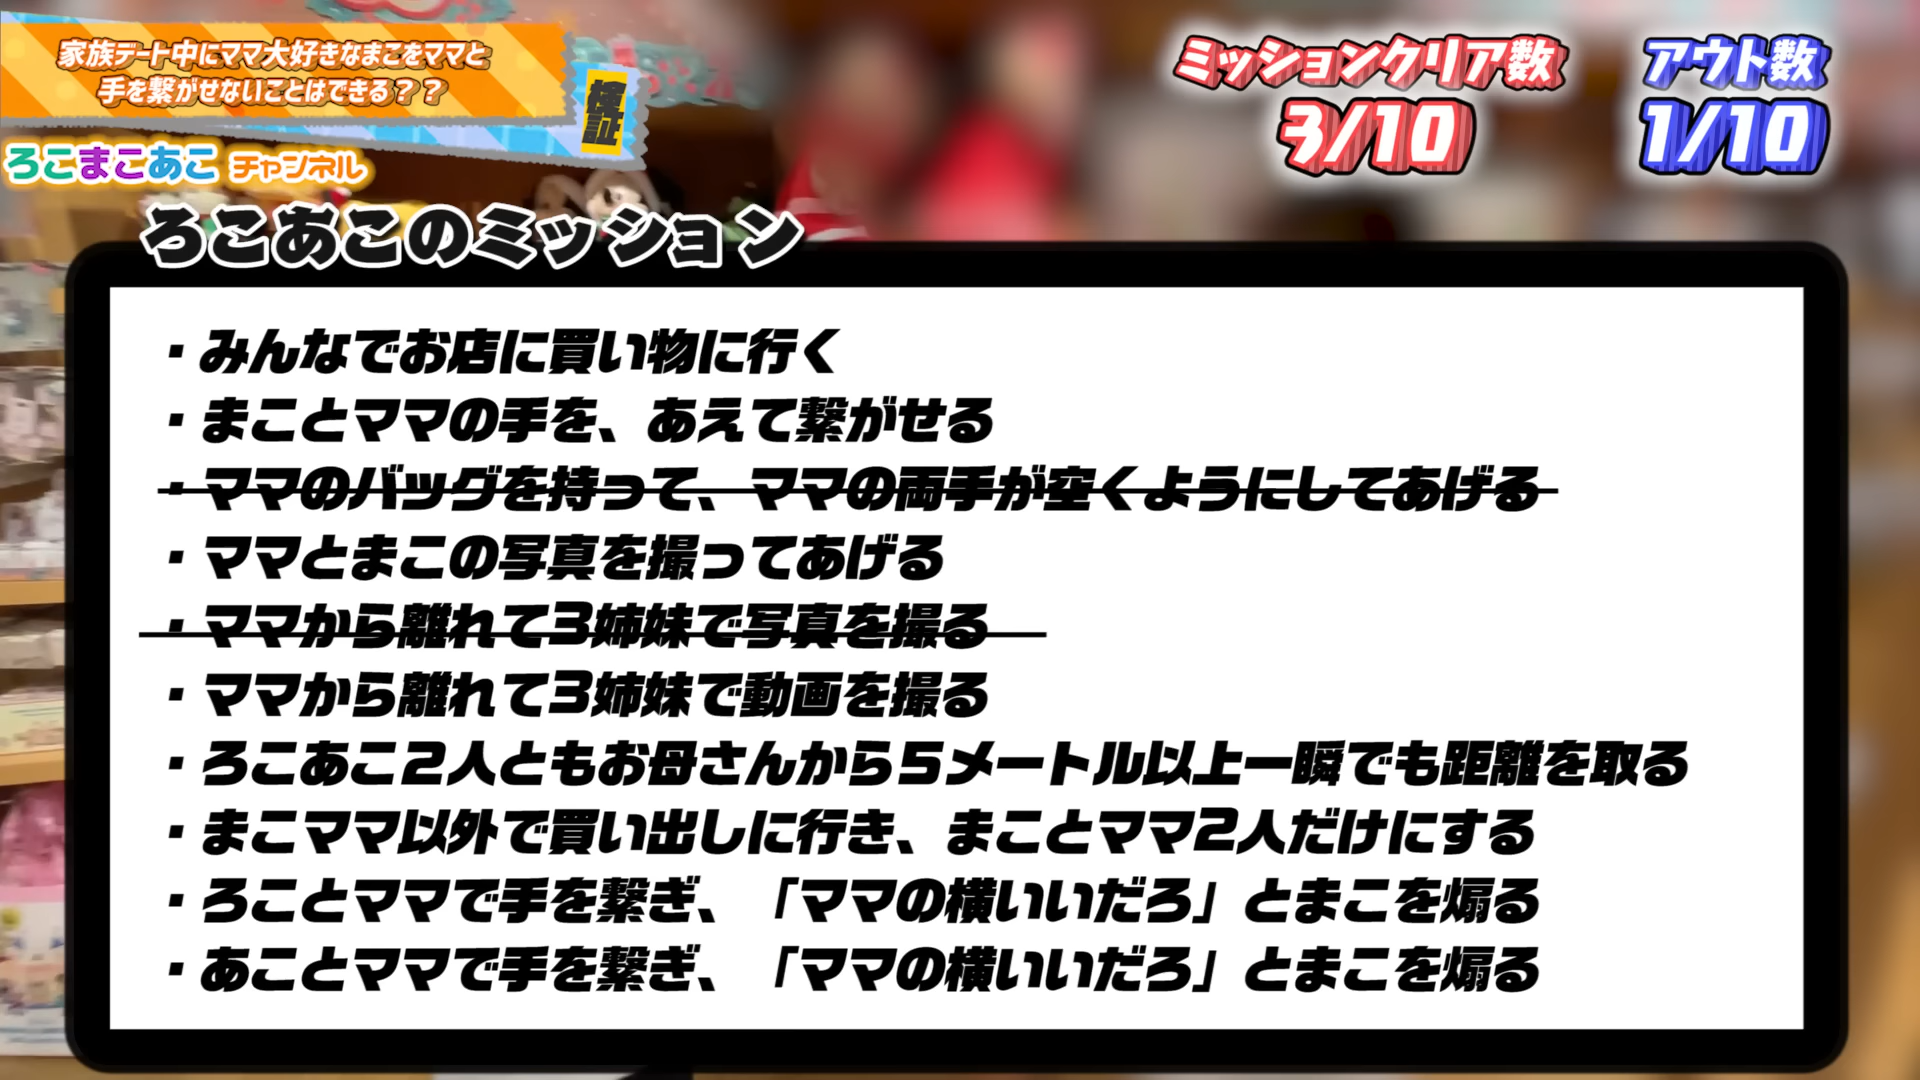 家族デート中にママ大好きなまこをママと
手を繋がせないことはできる？？
検証
ろこまこあこ チャンネル
ミッションクリア数
3/10
アウト数
1/10
ろこあこのミッション
・みんなでお店に買い物に行く
・まことママの手を、あえて繋がせる
・ママのバッグを持って、ママの両手が空くようにしてあげる
・ママとまこの写真を撮ってあげる
・ママから離れて3姉妹で写真を撮る
・ママから離れて3姉妹で動画を撮る
・ろこあこ２人ともお母さんから５メートル以上一瞬でも距離を取る
・まこママ以外で買い出しに行き、まことママ2人だけにする
・ろことママで手を繋ぎ、「ママの横いいだろ」とまこを煽る
・あことママで手を繋ぎ、「ママの横いいだろ」とまこを煽る